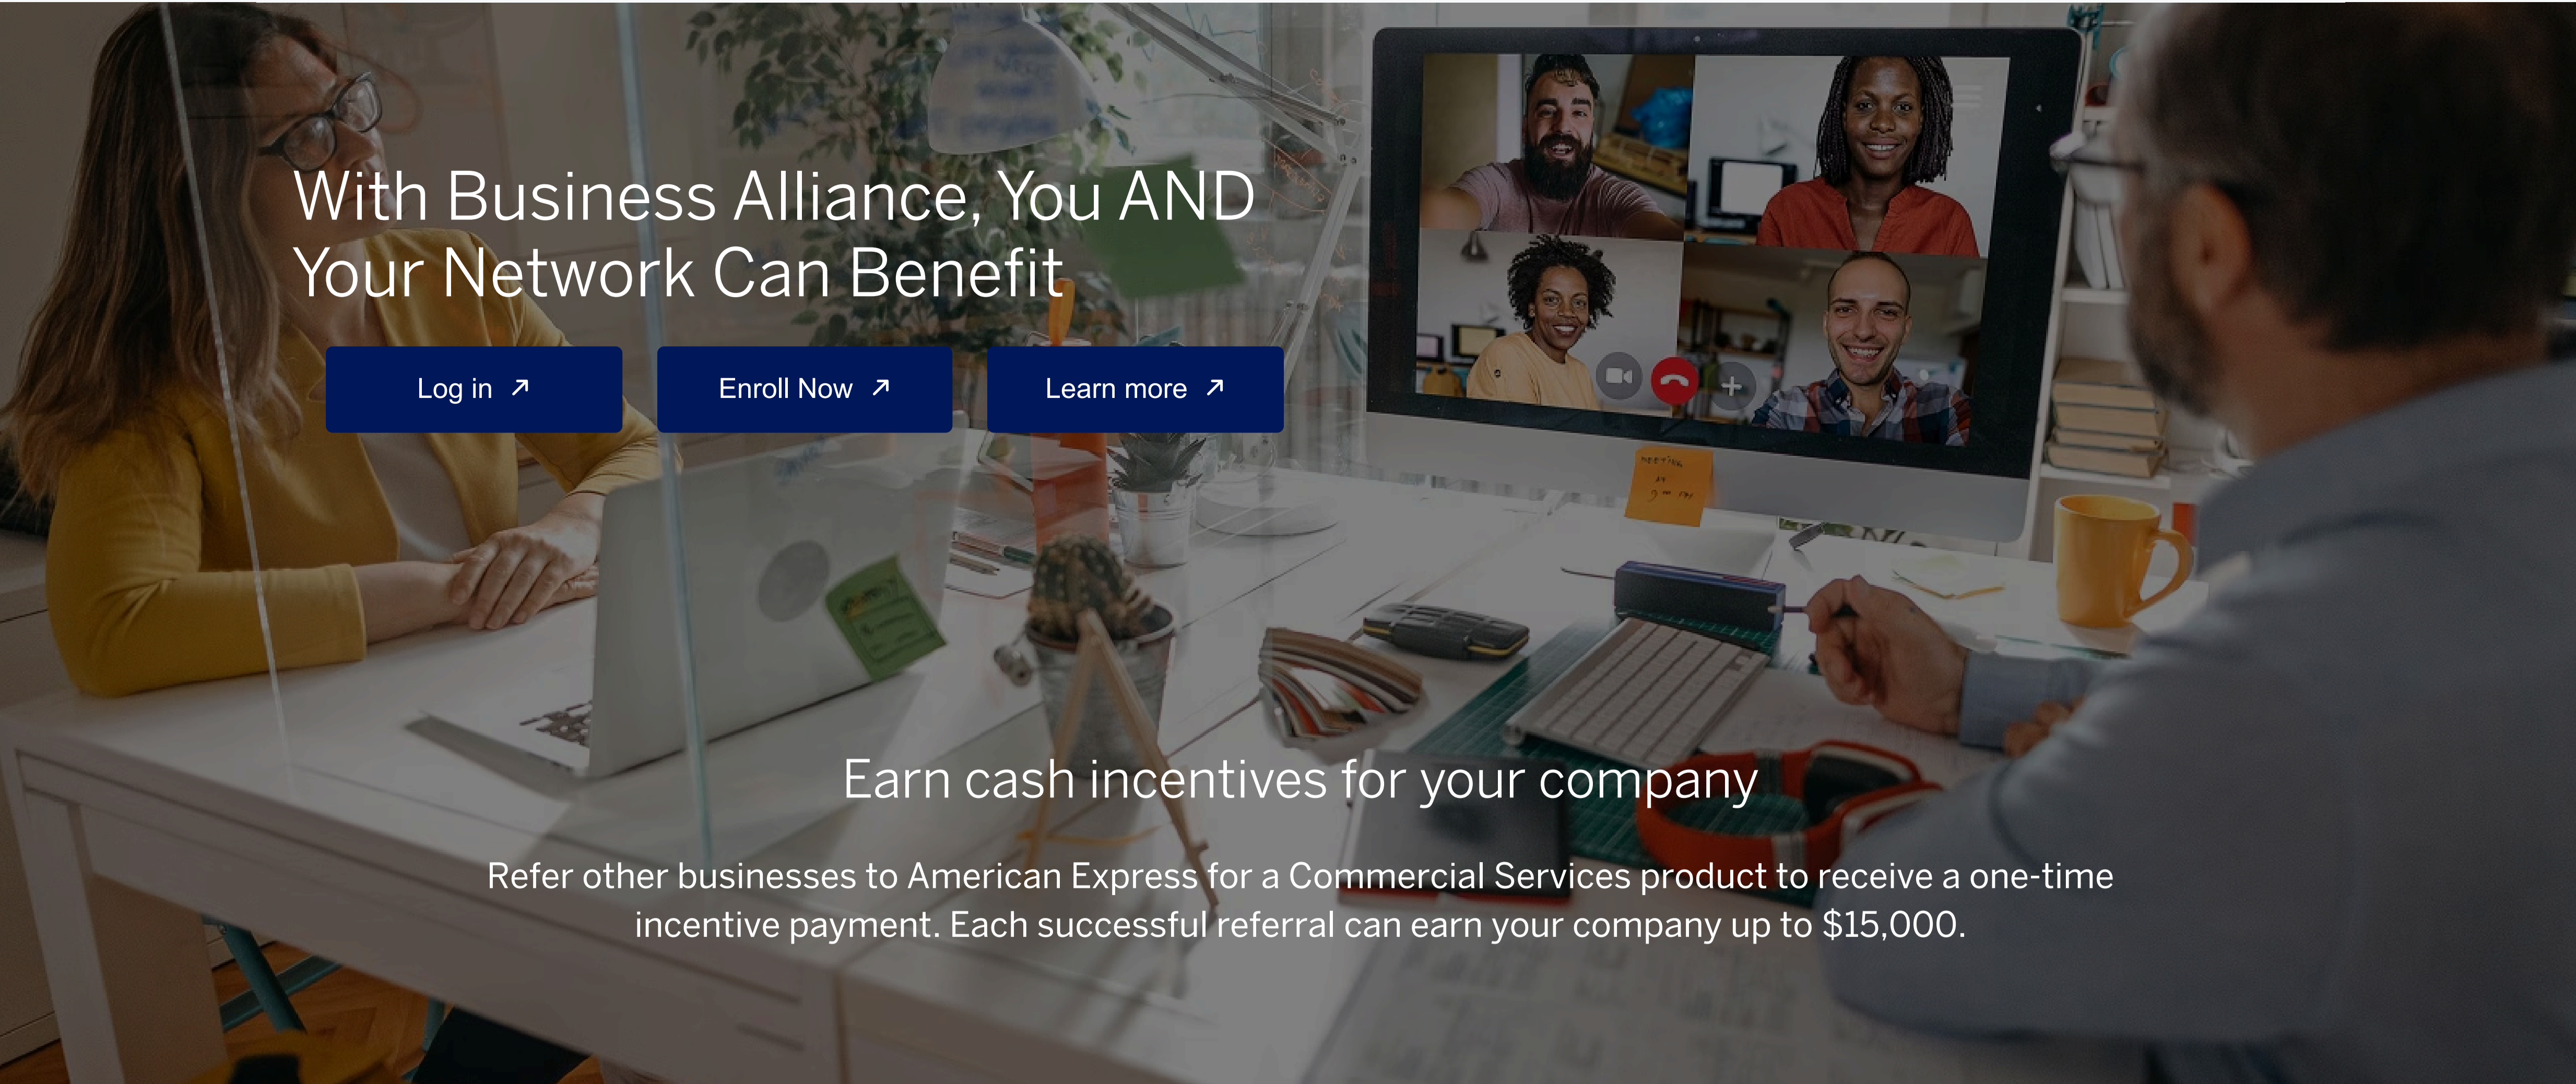 With Business Alliance, You AND
Your Network Can Benefit
Log in
Enroll Now
Learn more
MEETING
Earn cash incentives for your company
Refer other businesses to American Express for a Commercial Services product to receive a one-time
incentive payment. Each successful referral can earn your company up to $15,000.